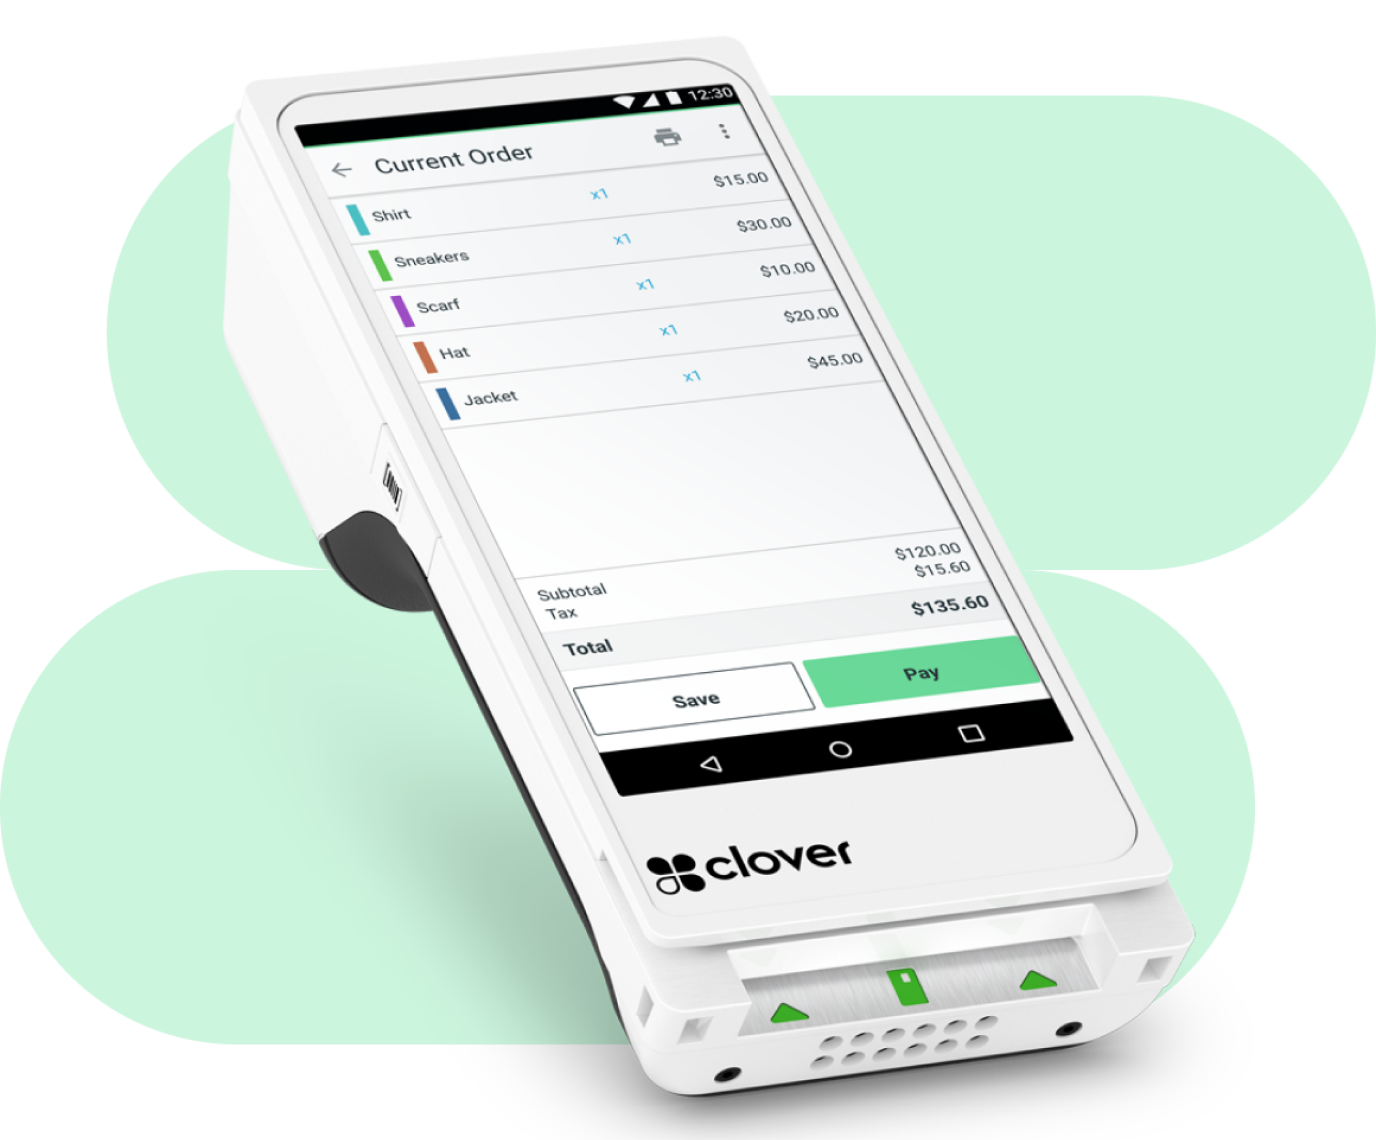 12:30
Current Order
Shirt x1 $15.00
Sneakers x1 $30.00
Scarf x1 $10.00
Hat x1 $20.00
Jacket x1 $45.00
Subtotal $120.00
Tax $15.60
Total $135.60
Save Pay
clover